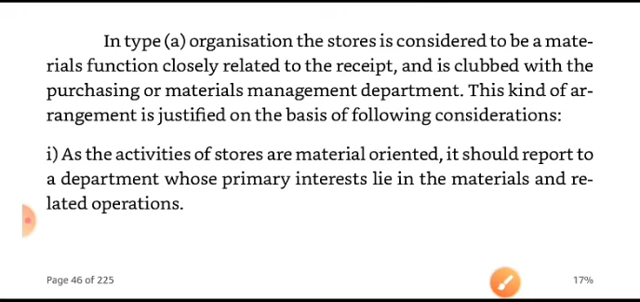 In type (a) organisation the stores is considered to be a mate-
rials function closely related to the receipt, and is clubbed with the
purchasing or materials management department. This kind of ar-
rangement is justified on the basis of following considerations:
i) As the activities of stores are material oriented, it should report to
a department whose primary interests lie in the materials and re-
lated operations.
Page 46 of 225
17%